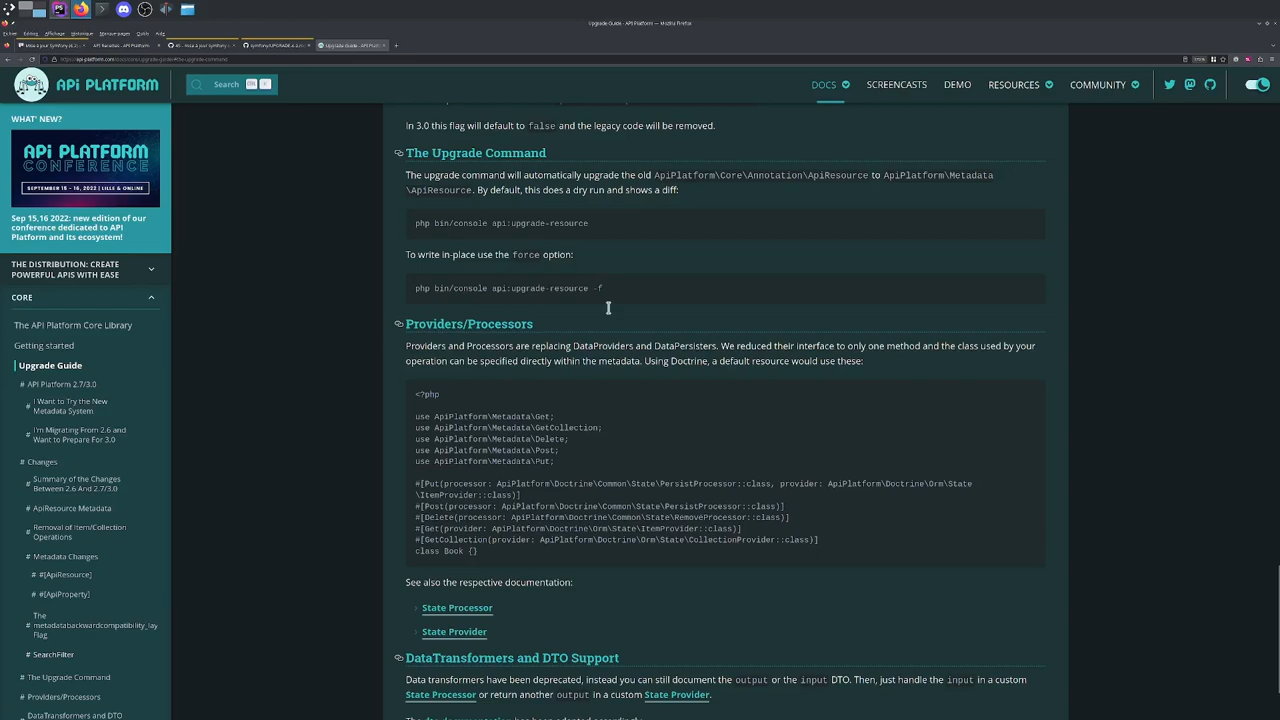 Upgrade Guide - API Platform — Mozilla Firefox
API PLATFORM
Search
DOCS
SCREENCASTS
DEMO
RESOURCES
COMMUNITY
WHAT' NEW?
API PLATFORM
CONFERENCE
SEPTEMBER 15 - 16, 2022 | LILLE & ONLINE
Sep 15,16 2022: new edition of our
conference dedicated to API
Platform and its ecosystem!
THE DISTRIBUTION: CREATE
POWERFUL APIS WITH EASE
CORE
The API Platform Core Library
Getting started
Upgrade Guide
# API Platform 2.7/3.0
# I Want to Try the New
Metadata System
# I'm Migrating From 2.6 and
Want to Prepare For 3.0
# Changes
# Summary of the Changes
Between 2.6 And 2.7/3.0
# ApiResource Metadata
# Removal of Item/Collection
Operations
# Metadata Changes
# #[ApiResource]
# #[ApiProperty]
The
# metadatabackwardcompatibility_lay
Flag
# SearchFilter
# The Upgrade Command
# Providers/Processors
# DataTransformers and DTO
In 3.0 this flag will default to false and the legacy code will be removed.
The Upgrade Command
The upgrade command will automatically upgrade the old ApiPlatform\Core\Annotation\ApiResource to ApiPlatform\Metadata
\ApiResource. By default, this does a dry run and shows a diff:
php bin/console api:upgrade-resource
To write in-place use the force option:
php bin/console api:upgrade-resource -f
Providers/Processors
Providers and Processors are replacing DataProviders and DataPersisters. We reduced their interface to only one method and the class used by your
operation can be specified directly within the metadata. Using Doctrine, a default resource would use these:
<?php
use ApiPlatform\Metadata\Get;
use ApiPlatform\Metadata\GetCollection;
use ApiPlatform\Metadata\Delete;
use ApiPlatform\Metadata\Post;
use ApiPlatform\Metadata\Put;
#[Put(processor: ApiPlatform\Doctrine\Common\State\PersistProcessor::class, provider: ApiPlatform\Doctrine\Orm\State
\ItemProvider::class)]
#[Post(processor: ApiPlatform\Doctrine\Common\State\PersistProcessor::class)]
#[Delete(processor: ApiPlatform\Doctrine\Common\State\RemoveProcessor::class)]
#[Get(provider: ApiPlatform\Doctrine\Orm\State\ItemProvider::class)]
#[GetCollection(provider: ApiPlatform\Doctrine\Orm\State\CollectionProvider::class)]
class Book {}
See also the respective documentation:
State Processor
State Provider
DataTransformers and DTO Support
Data transformers have been deprecated, instead you can still document the output or the input DTO. Then, just handle the input in a custom
State Processor or return another output in a custom State Provider.